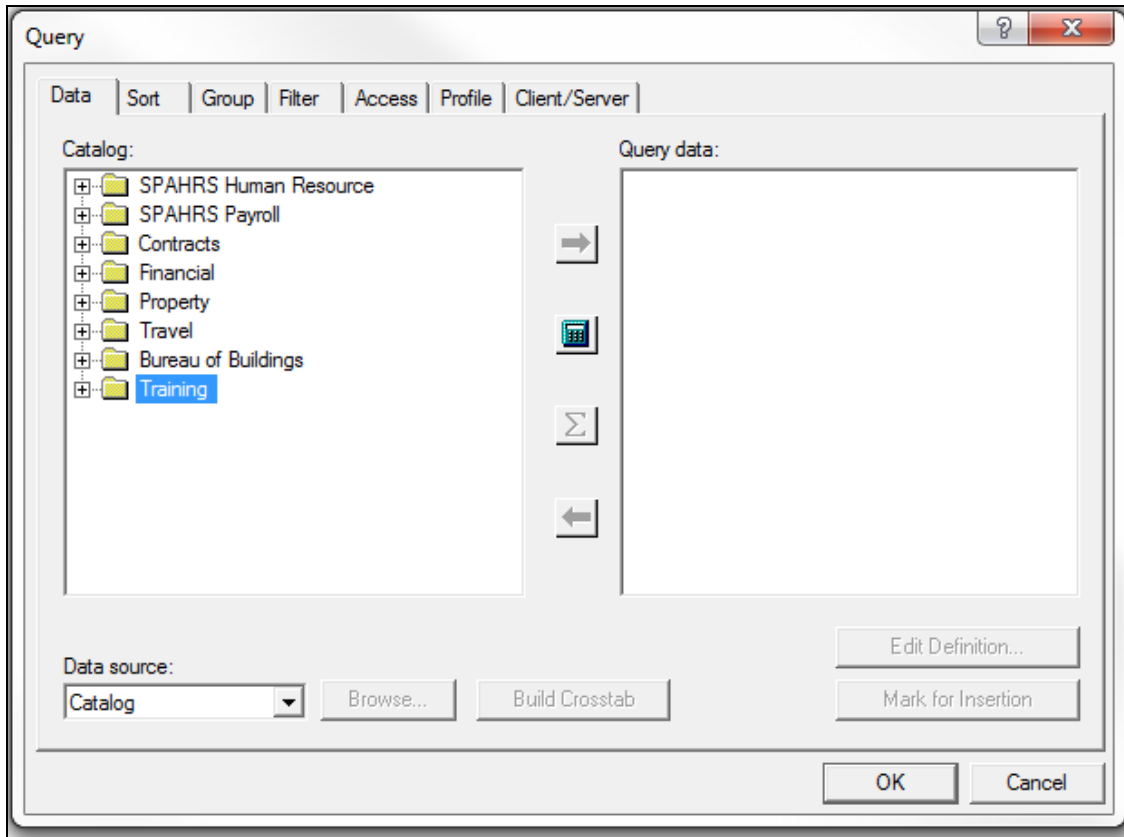 Query
Data Sort Group Filter Access Profile Client/Server
Catalog:
Query data:
SPAHRS Human Resource
SPAHRS Payroll
Contracts
Financial
Property
Travel
Bureau of Buildings
Training
Σ
Edit Definition...
Data source:
Catalog Browse... Build Crosstab Mark for Insertion
OK Cancel